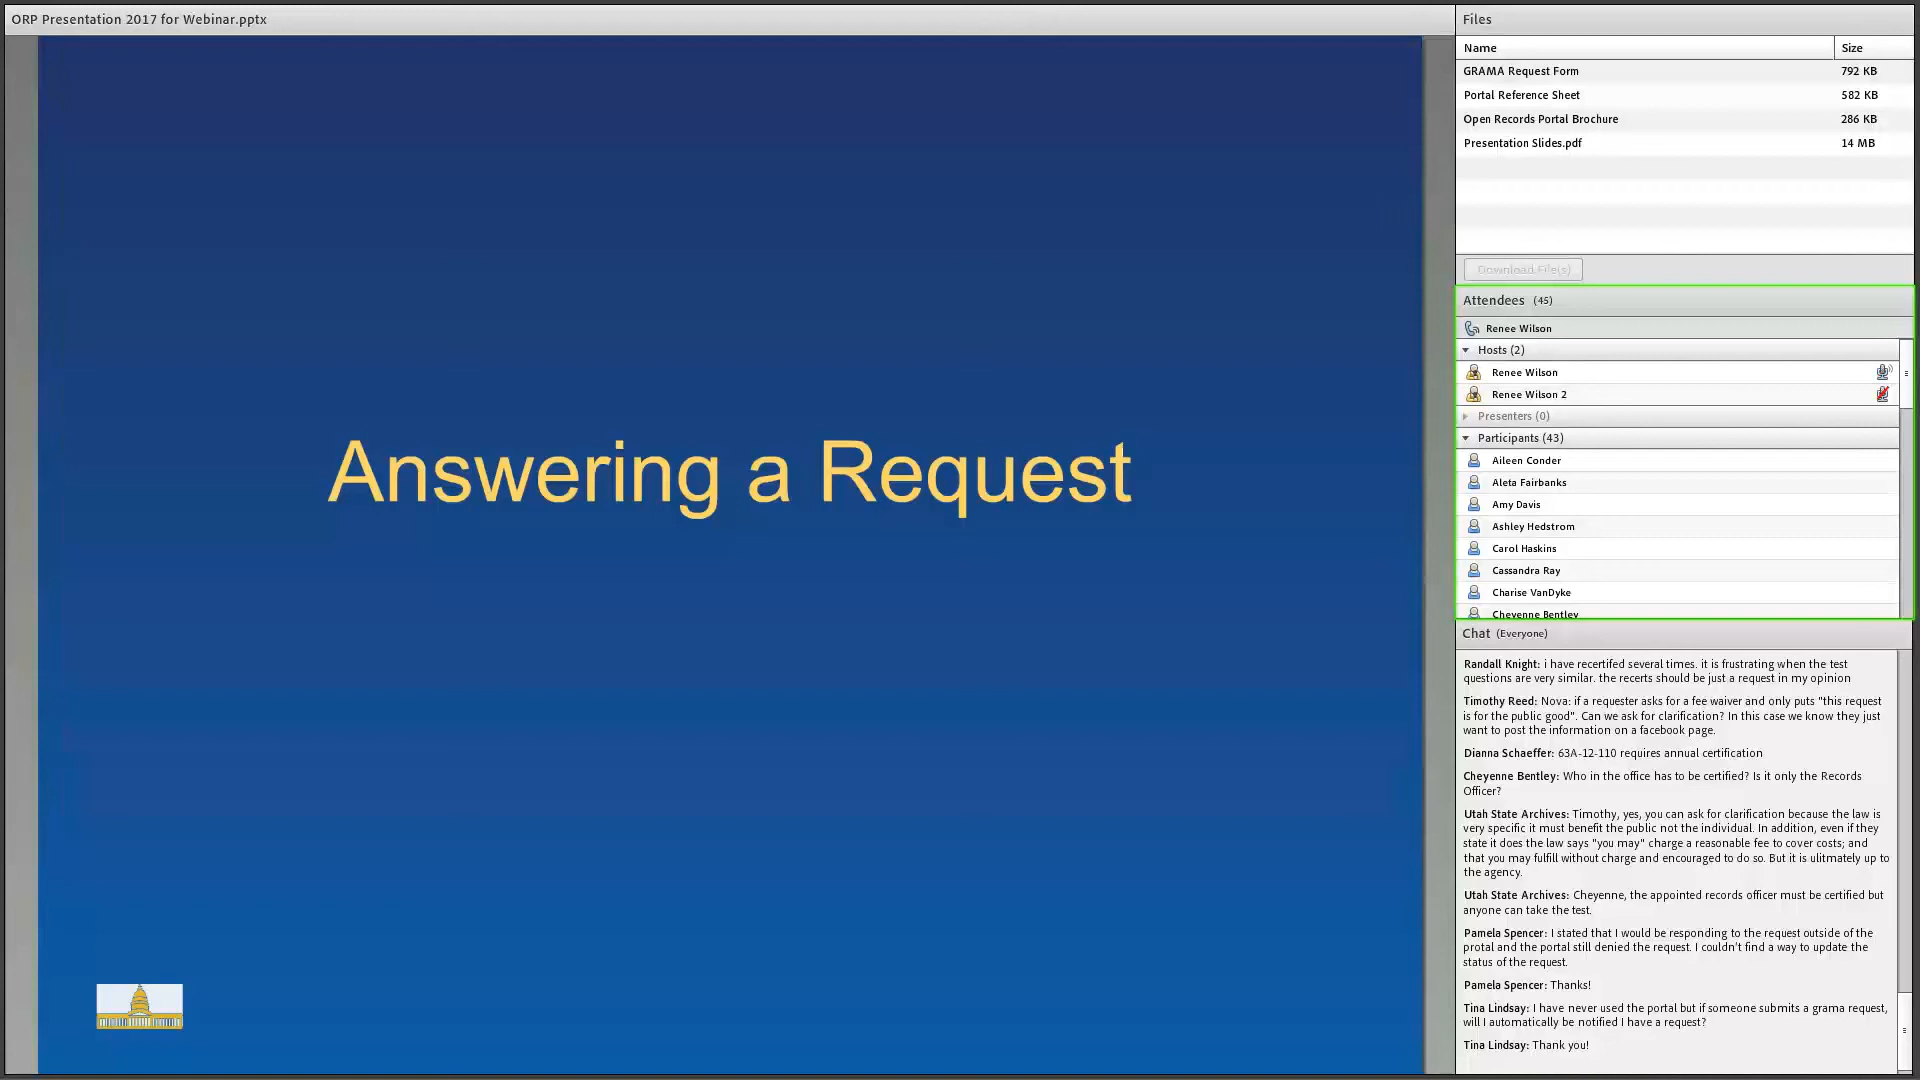 ORP Presentation 2017 for Webinar.pptx
Answering a Request
Files
Name Size
GRAMA Request Form 792 KB
Portal Reference Sheet 582 KB
Open Records Portal Brochure 286 KB
Presentation Slides.pdf 14 MB
Download File(s)
Attendees (45)
Renee Wilson
Hosts (2)
Renee Wilson
Renee Wilson 2
Presenters (0)
Participants (43)
Aileen Conder
Aleta Fairbanks
Amy Davis
Ashley Hedstrom
Carol Haskins
Cassandra Ray
Charise VanDyke
Cheyenne Bentley
Chat (Everyone)
Randall Knight: i have recertifed several times. it is frustrating when the test
questions are very similar. the recerts should be just a request in my opinion
Timothy Reed: Nova: if a requester asks for a fee waiver and only puts "this request
is for the public good". Can we ask for clarification? In this case we know they just
want to post the information on a facebook page.
Dianna Schaeffer: 63A-12-110 requires annual certification
Cheyenne Bentley: Who in the office has to be certified? Is it only the Records
Officer?
Utah State Archives: Timothy, yes, you can ask for clarification because the law is
very specific it must benefit the public not the individual. In addition, even if they
state it does the law says "you may" charge a reasonable fee to cover costs; and
that you may fulfill without charge and encouraged to do so. But it is ulitmately up to
the agency.
Utah State Archives: Cheyenne, the appointed records officer must be certified but
anyone can take the test.
Pamela Spencer: I stated that I would be responding to the request outside of the
protal and the portal still denied the request. I couldn't find a way to update the
status of the request.
Pamela Spencer: Thanks!
Tina Lindsay: I have never used the portal but if someone submits a grama request,
will I automatically be notified I have a request?
Tina Lindsay: Thank you!